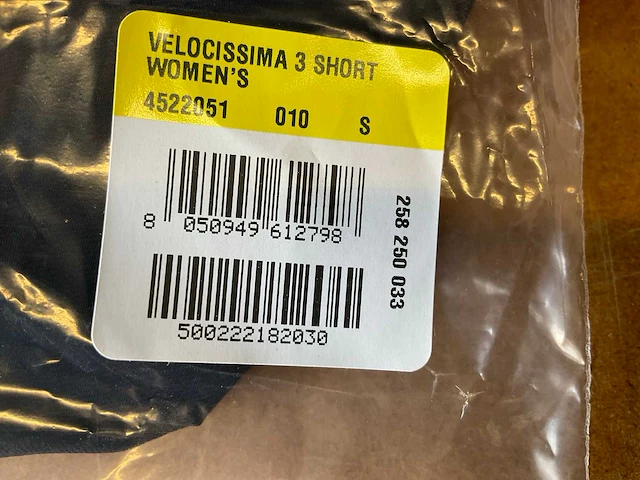 VELOCISSIMA 3 SHORT
WOMEN'S
4522051 010 S
8 050949 612798
500222182030
258 250 033